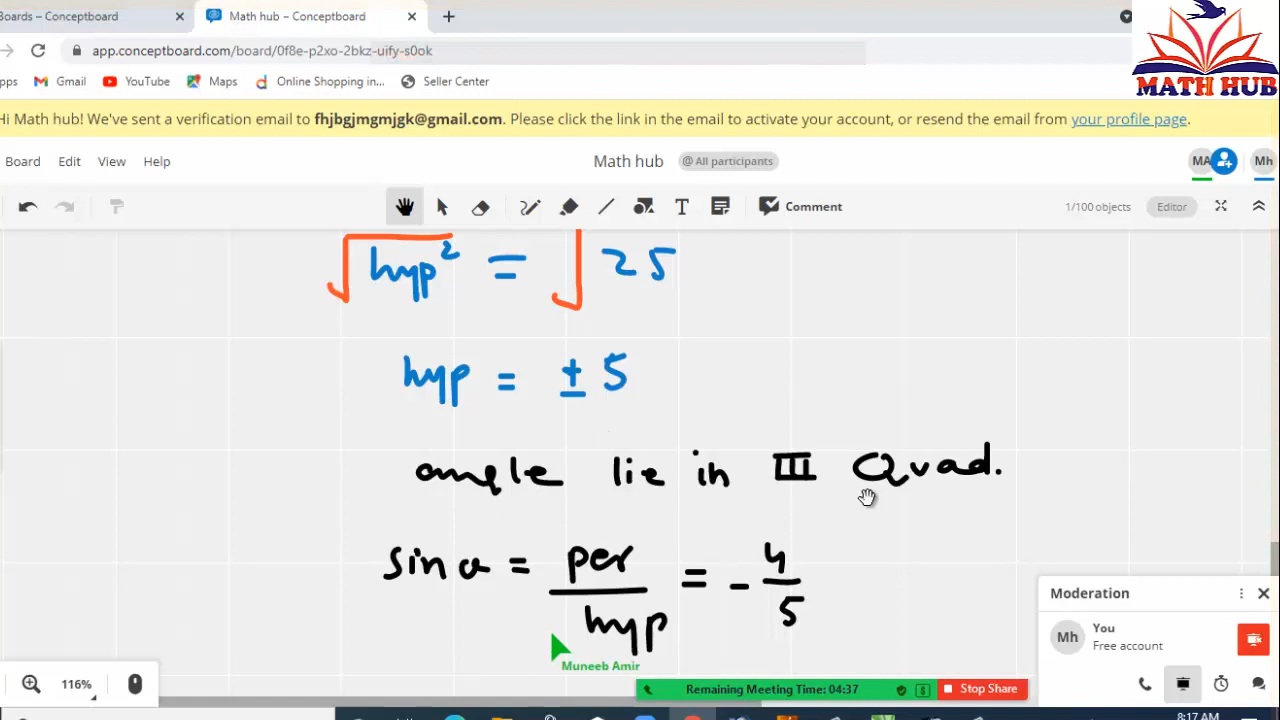 Boards – Conceptboard
Math hub – Conceptboard
app.conceptboard.com/board/0f8e-p2xo-2bkz-uify-s0ok
pps
Gmail
YouTube
Maps
Online Shopping in...
Seller Center
MATH HUB
Hi Math hub! We've sent a verification email to fhjbgjmgmjgk@gmail.com. Please click the link in the email to activate your account, or resend the email from your profile page.
Board
Edit
View
Help
Math hub
@ All participants
MA
Mh
Comment
1/100 objects
Editor
√hyp² = √25
hyp = ± 5
angle lie in III Quad.
sin α = per/hyp = - 4/5
Muneeb Amir
Moderation
Mh
You
Free account
116%
Remaining Meeting Time: 04:37
Stop Share
8:17 AM